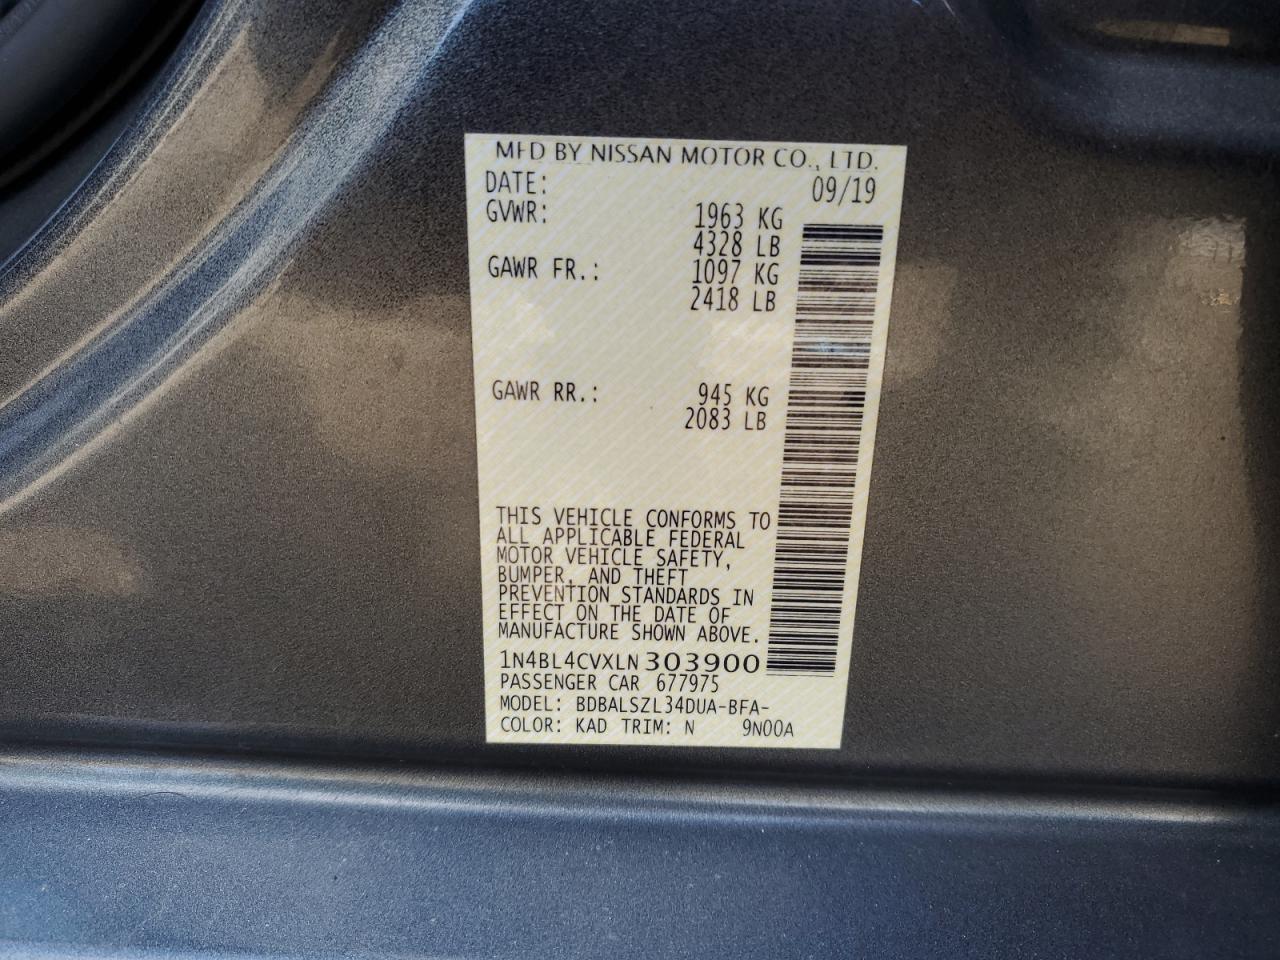 MFD BY NISSAN MOTOR CO., LTD.
DATE: 09/19
GVWR: 1963 KG
4328 LB
GAWR FR.: 1097 KG
2418 LB
GAWR RR.: 945 KG
2083 LB
THIS VEHICLE CONFORMS TO
ALL APPLICABLE FEDERAL
MOTOR VEHICLE SAFETY,
BUMPER, AND THEFT
PREVENTION STANDARDS IN
EFFECT ON THE DATE OF
MANUFACTURE SHOWN ABOVE.
1N4BL4CVXLN303900
PASSENGER CAR 677975
MODEL: BDBALSZL34DUA-BFA-
COLOR: KAD TRIM: N 9N00A